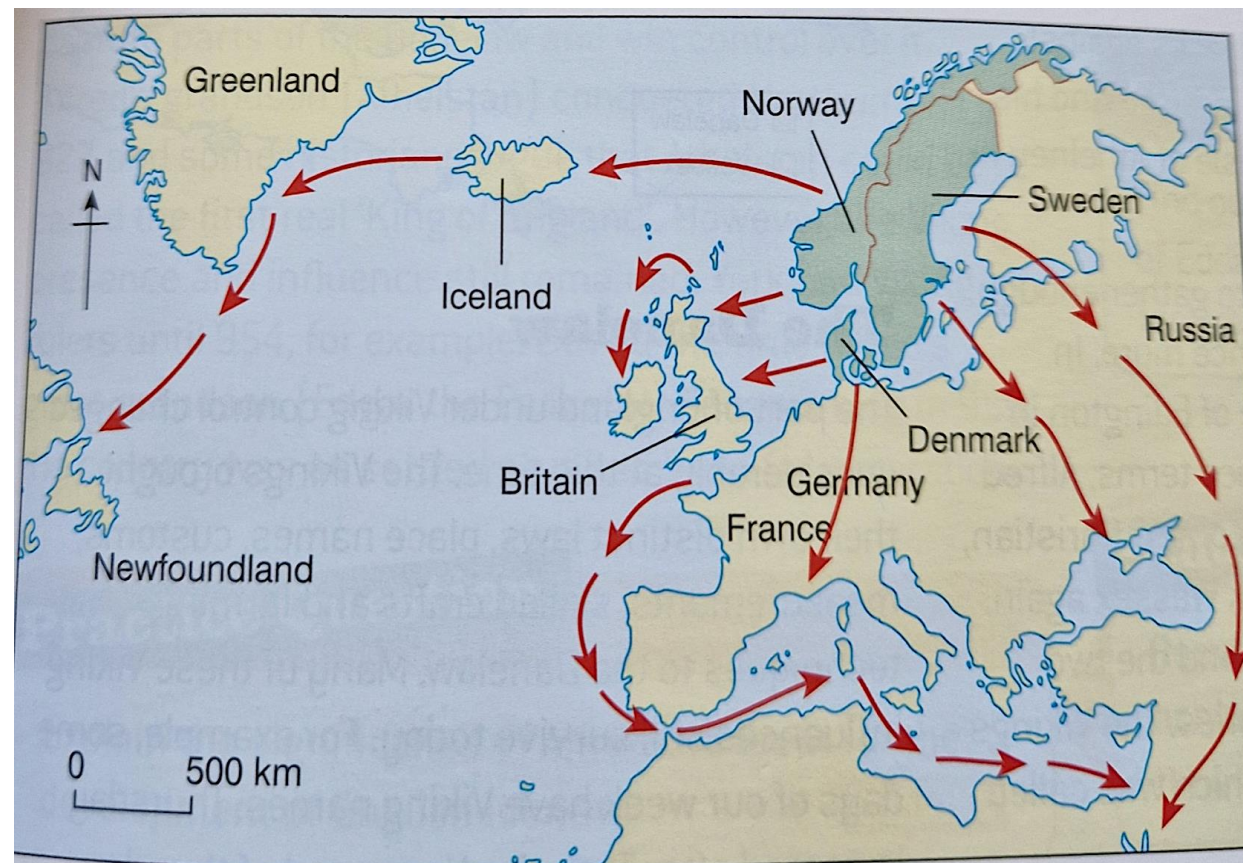 Greenland
Norway
N
Sweden
Iceland
Russia
Denmark
Britain
Germany
France
Newfoundland
0 500 km